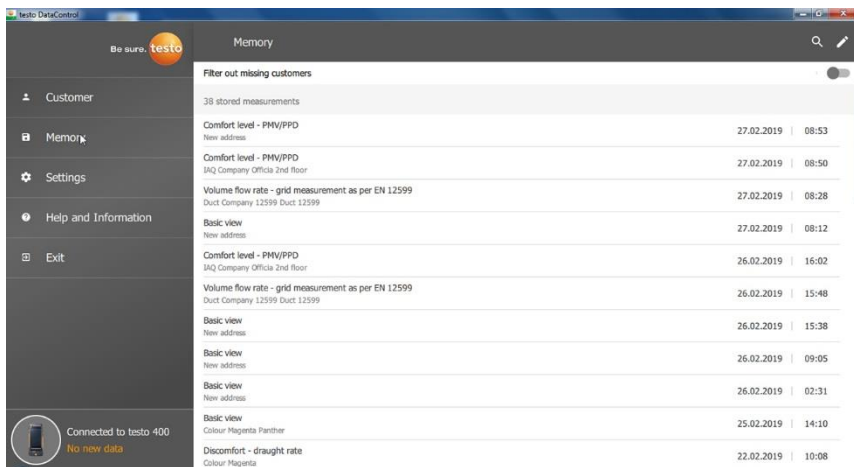 testo DataControl
Be sure. testo
Memory
Customer
Memory
Settings
Help and Information
Exit
Connected to testo 400
No new data
Filter out missing customers
38 stored measurements
Comfort level - PMV/PPD
New address
27.02.2019 | 08:53
Comfort level - PMV/PPD
IAQ Company Officia 2nd floor
27.02.2019 | 08:50
Volume flow rate - grid measurement as per EN 12599
Duct Company 12599 Duct 12599
27.02.2019 | 08:28
Basic view
New address
27.02.2019 | 08:12
Comfort level - PMV/PPD
IAQ Company Officia 2nd floor
26.02.2019 | 16:02
Volume flow rate - grid measurement as per EN 12599
Duct Company 12599 Duct 12599
26.02.2019 | 15:48
Basic view
New address
26.02.2019 | 15:38
Basic view
New address
26.02.2019 | 09:05
Basic view
New address
26.02.2019 | 02:31
Basic view
Colour Magenta Panther
25.02.2019 | 14:10
Discomfort - draught rate
Colour Magenta
22.02.2019 | 10:08